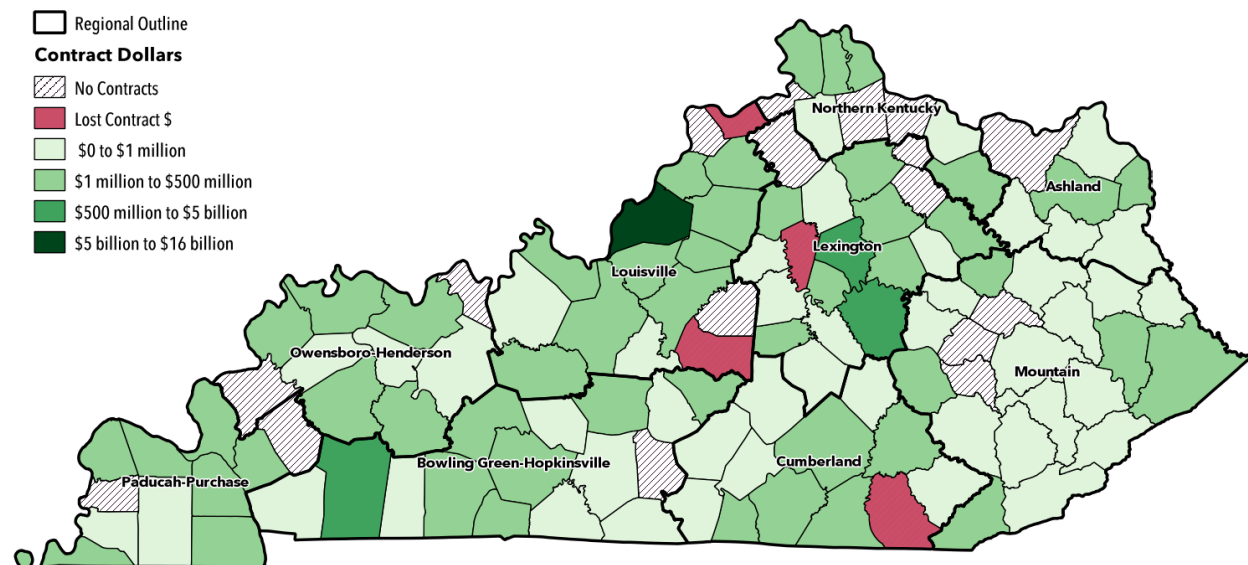 Regional Outline
Contract Dollars
No Contracts
Lost Contract $
$0 to $1 million
$1 million to $500 million
$500 million to $5 billion
$5 billion to $16 billion
Northern Kentucky
Ashland
Lexington
Louisville
Owensboro-Henderson
Mountain
Bowling Green-Hopkinsville
Cumberland
Paducah-Purchase